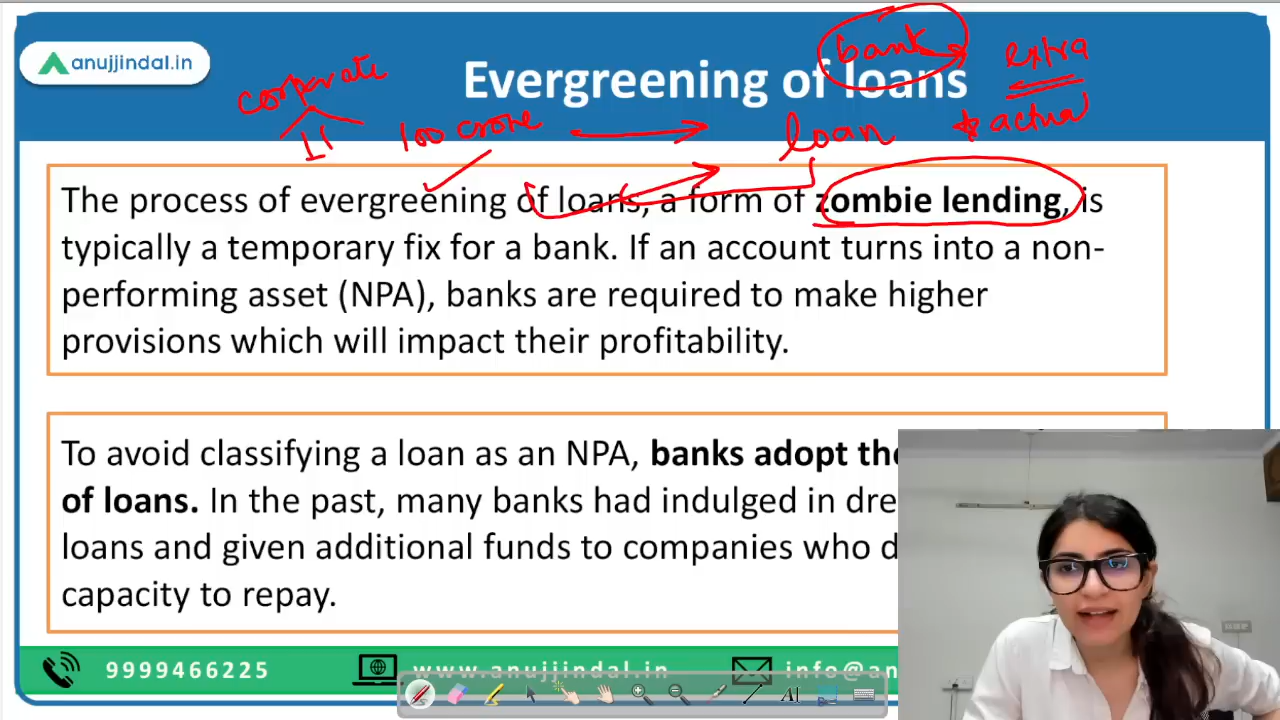 anujjindal.in
Evergreening of loans
bank
extra
corporate
100 crore
loan
actual
The process of evergreening of loans, a form of zombie lending, is
typically a temporary fix for a bank. If an account turns into a non-
performing asset (NPA), banks are required to make higher
provisions which will impact their profitability.
To avoid classifying a loan as an NPA, banks adopt the
of loans. In the past, many banks had indulged in dre
loans and given additional funds to companies who d
capacity to repay.
9999466225
www.anujjindal.in
info@an
AI